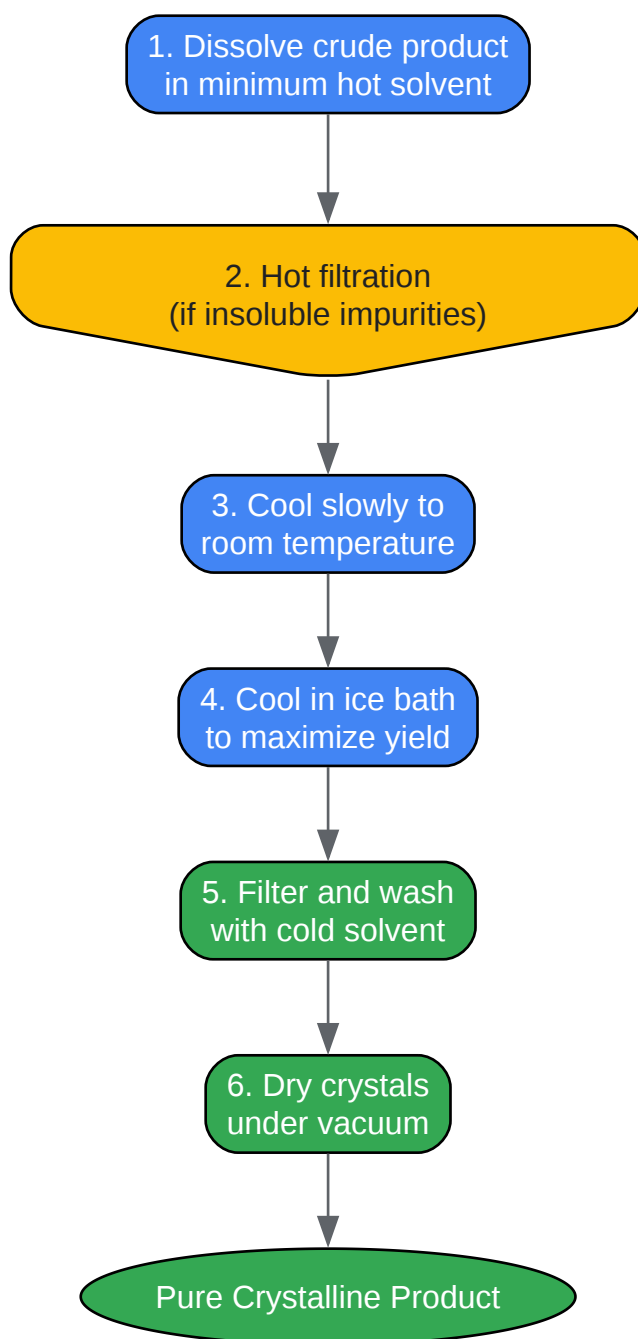 1. Dissolve crude product
in minimum hot solvent
2. Hot filtration
(if insoluble impurities)
3. Cool slowly to
room temperature
4. Cool in ice bath
to maximize yield
5. Filter and wash
with cold solvent
6. Dry crystals
under vacuum
Pure Crystalline Product